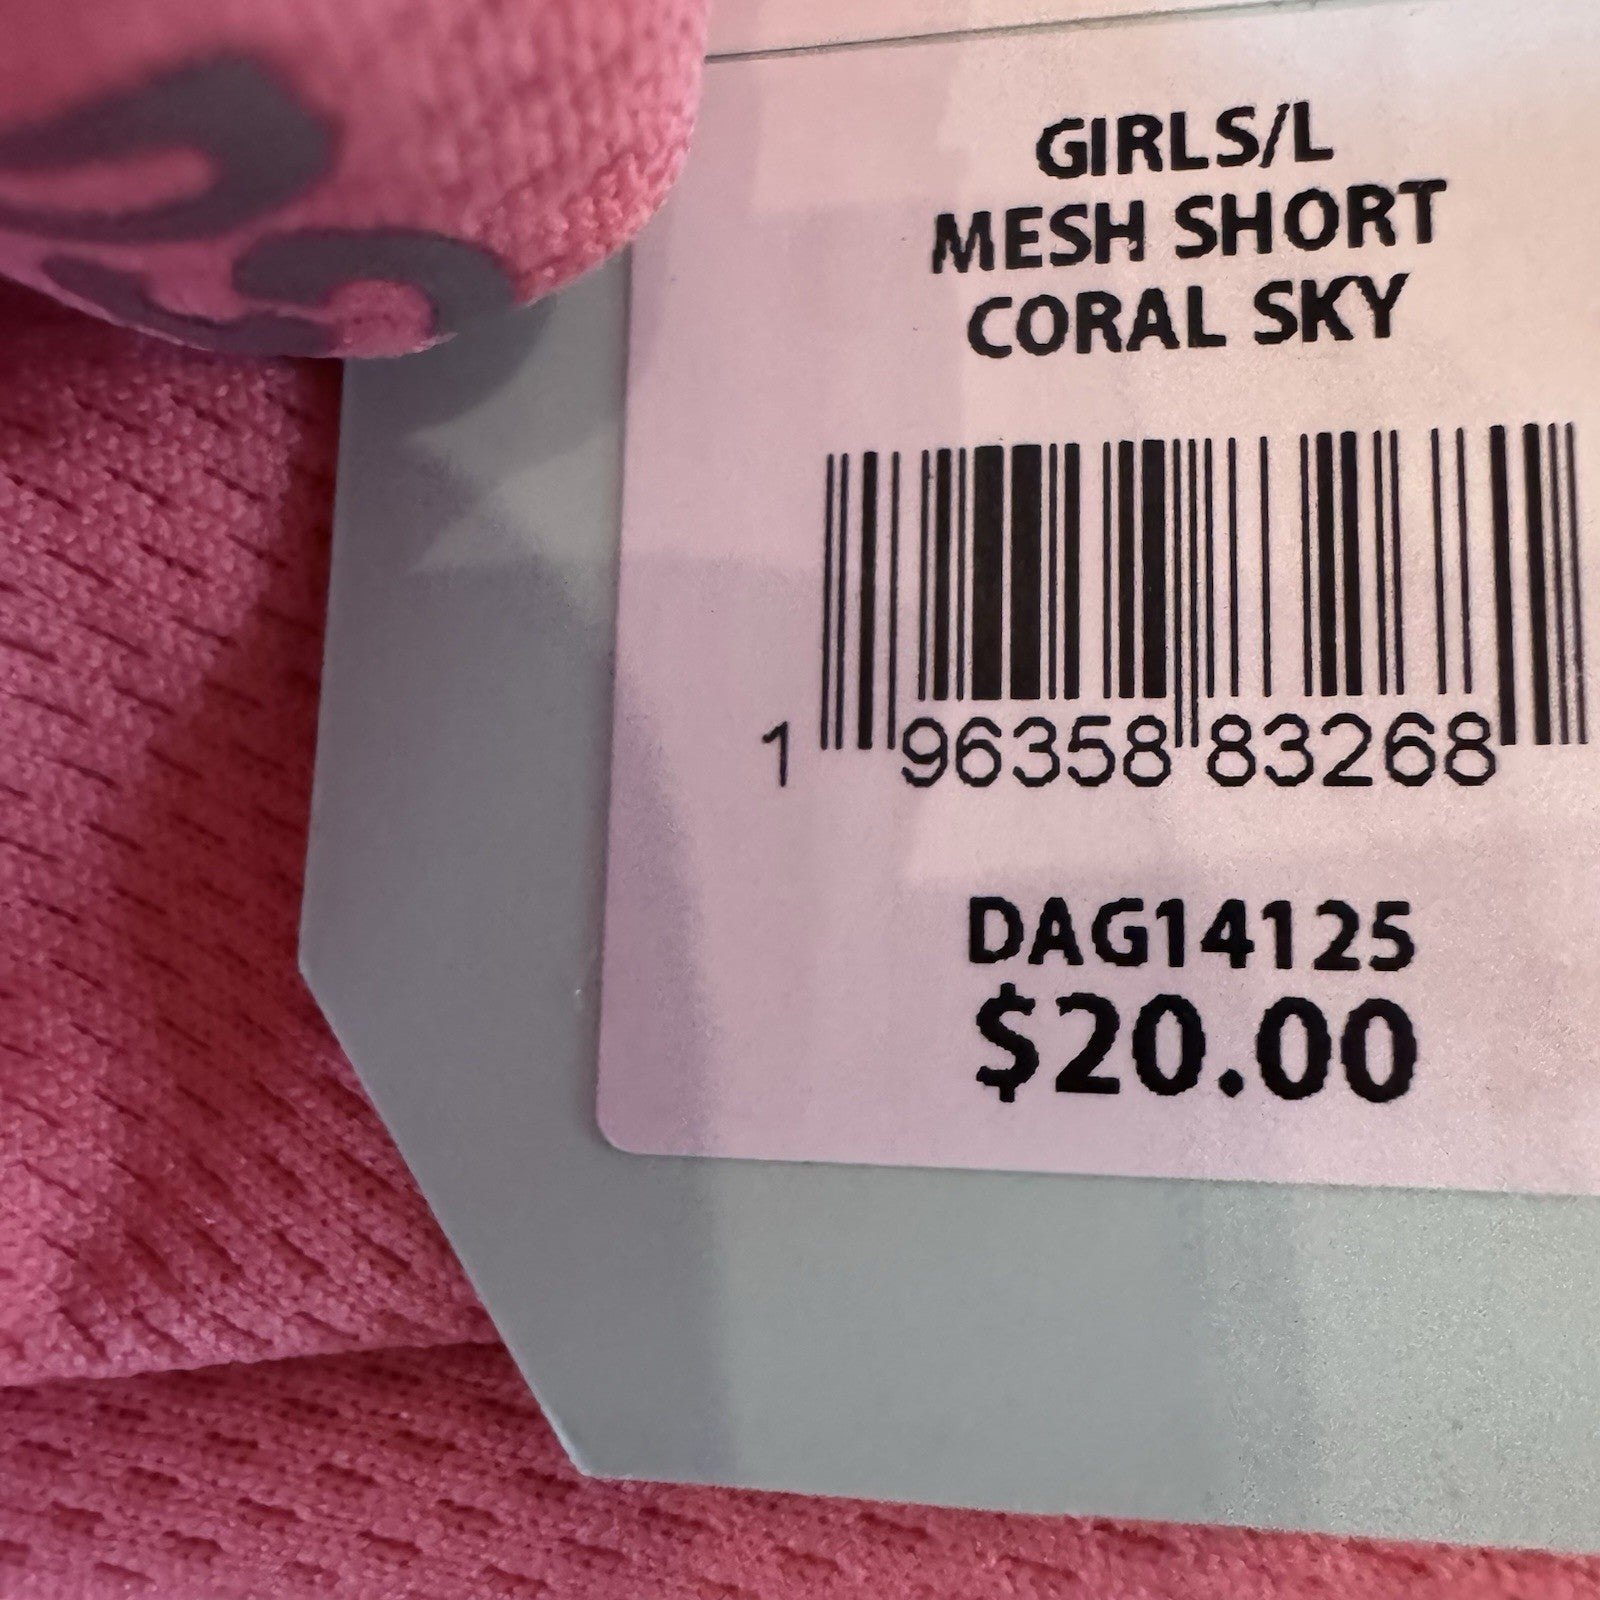 GIRLS/L
MESH SHORT
CORAL SKY
1 96358 83268
DAG14125
$20.00